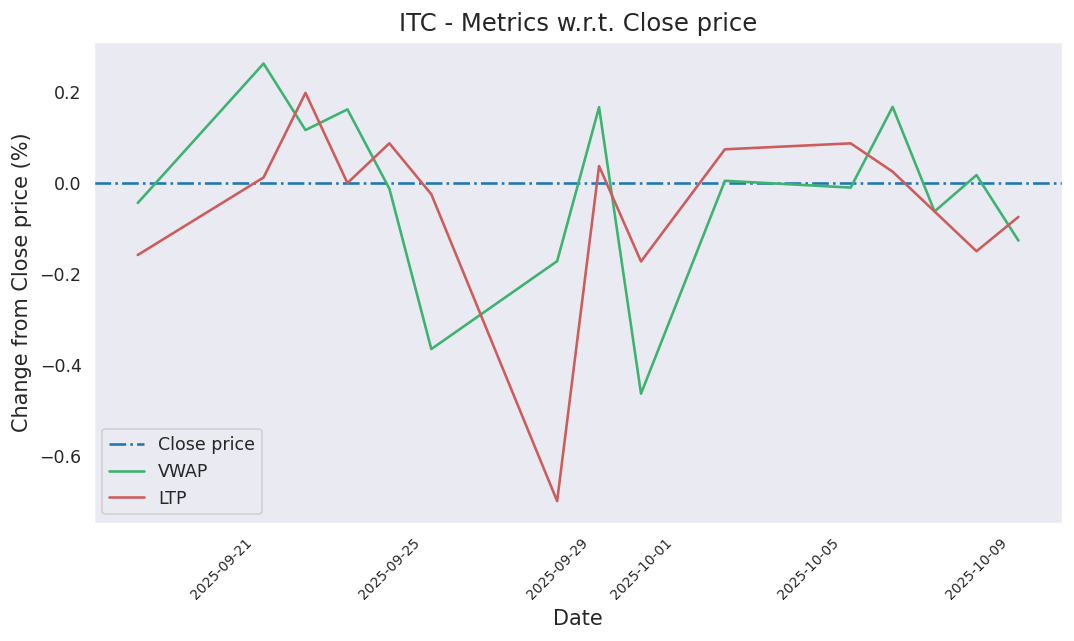 ITC - Metrics w.r.t. Close price
Change from Close price (%)
0.2
0.0
−0.2
−0.4
−0.6
Close price
VWAP
LTP
2025-09-21
2025-09-25
2025-09-29
2025-10-01
2025-10-05
2025-10-09
Date